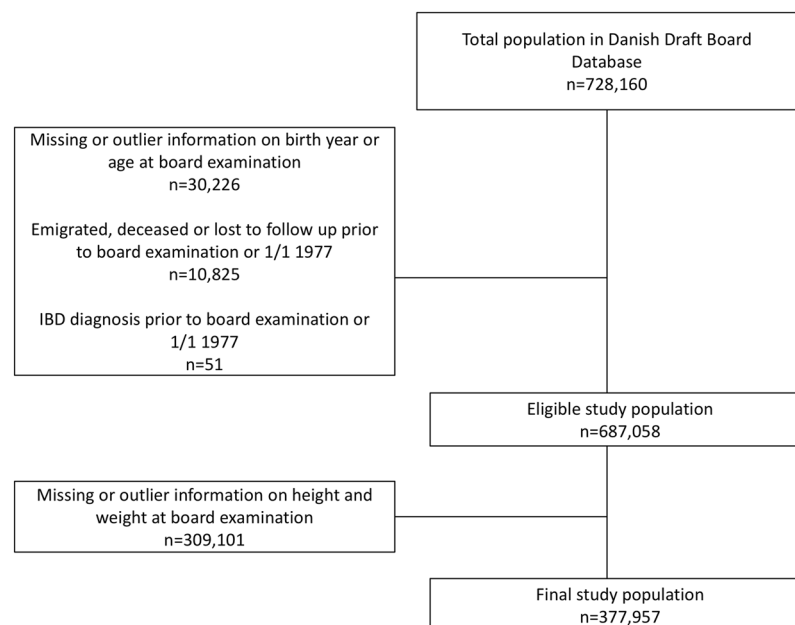 Total population in Danish Draft Board
Database
n=728,160
Missing or outlier information on birth year or
age at board examination
n=30,226
Emigrated, deceased or lost to follow up prior
to board examination or 1/1 1977
n=10,825
IBD diagnosis prior to board examination or
1/1 1977
n=51
Eligible study population
n=687,058
Missing or outlier information on height and
weight at board examination
n=309,101
Final study population
n=377,957